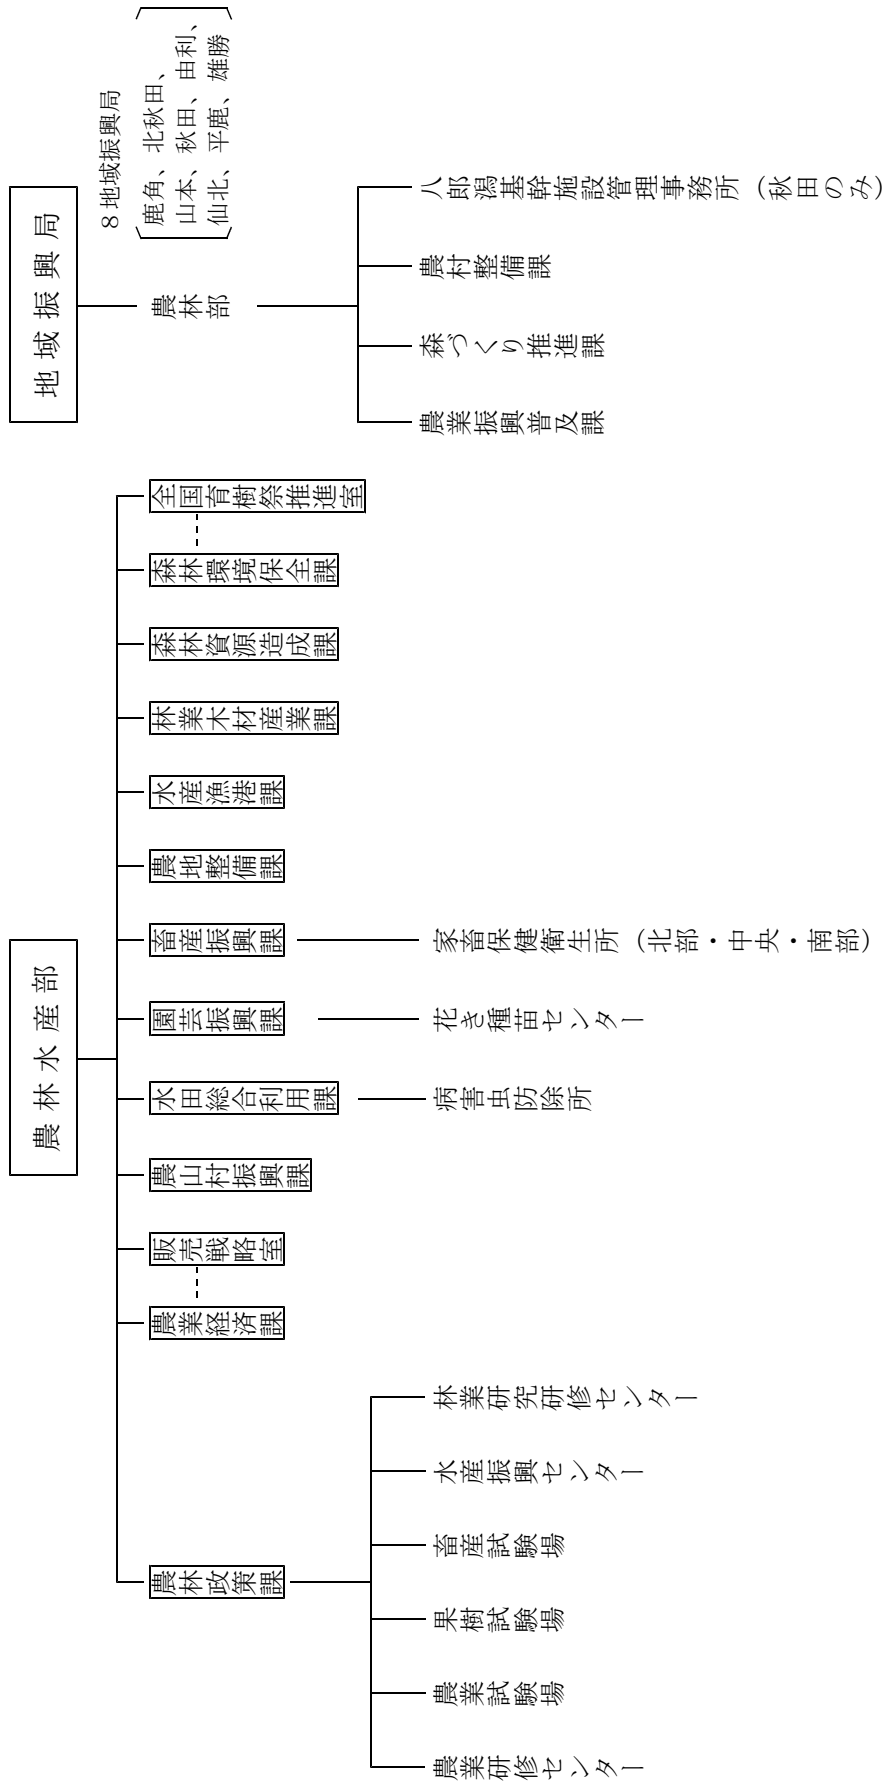 農林水産部
農林政策課
農業経済課
販売戦略室
農山村振興課
水田総合利用課
園芸振興課
畜産振興課
農地整備課
水産漁港課
林業木材産業課
森林資源造成課
森林環境保全課
全国育樹祭推進室
農業研修センター
農業試験場
果樹試験場
畜産試験場
水産振興センター
林業研究研修センター
病害虫防除所
花き種苗センター
家畜保健衛生所(北部・中央・南部)
地域振興局
8地域振興局
鹿角、北秋田、
山本、秋田、由利、
仙北、平鹿、雄勝
農林部
農業振興普及課
森づくり推進課
農村整備課
八郎潟基幹施設管理事務所(秋田のみ)